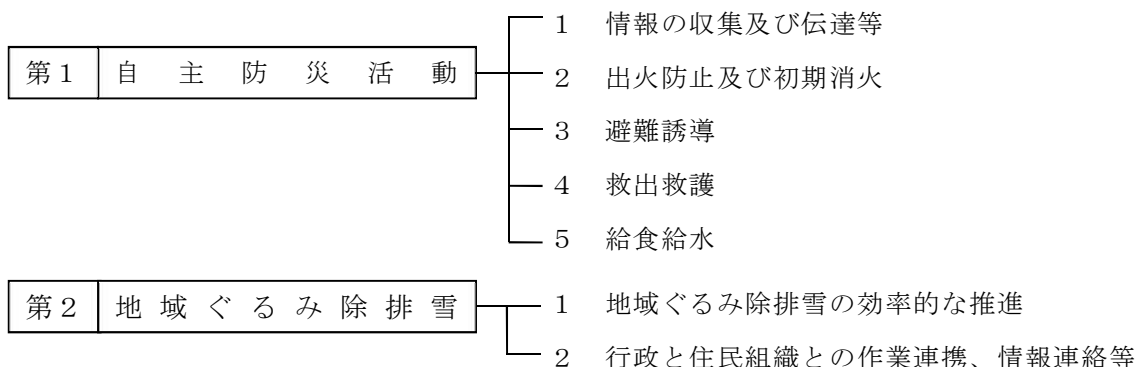 １　情報の収集及び伝達等
第１　自主防災活動　２　出火防止及び初期消火
３　避難誘導
４　救出救護
５　給食給水
第２　地域ぐるみ除排雪　１　地域ぐるみ除排雪の効率的な推進
２　行政と住民組織との作業連携、情報連絡等